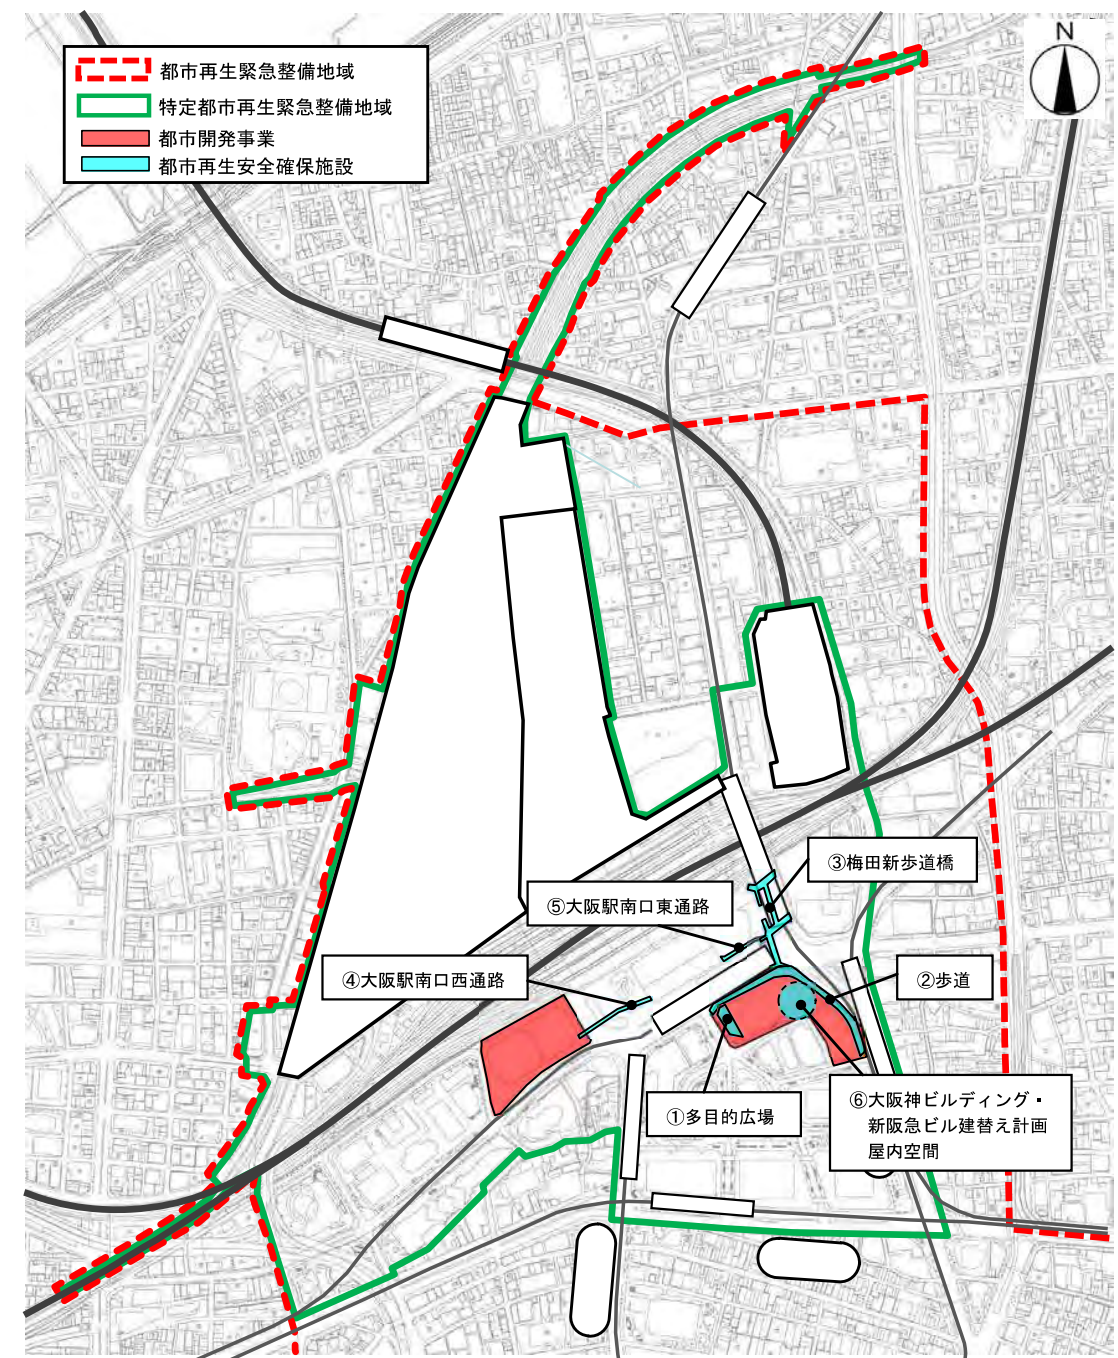 N
都市再生緊急整備地域
特定都市再生緊急整備地域
都市開発事業
都市再生安全確保施設
③梅田新歩道橋
⑤大阪駅南口東通路
④大阪駅南口西通路
②歩道
①多目的広場
⑥大阪神ビルディング・
新阪急ビル建替え計画
屋内空間